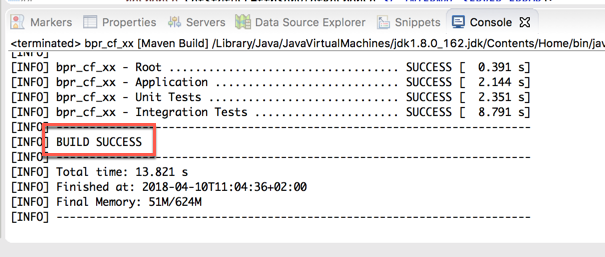 Markers Properties Servers Data Source Explorer Snippets Console
<terminated> bpr_cf_xx [Maven Build] /Library/Java/JavaVirtualMachines/jdk1.8.0_162.jdk/Contents/Home/bin/jav
[INFO]
[INFO] bpr_cf_xx - Root ................................ SUCCESS [  0.391 s]
[INFO] bpr_cf_xx - Application ......................... SUCCESS [  2.144 s]
[INFO] bpr_cf_xx - Unit Tests .......................... SUCCESS [  2.351 s]
[INFO] bpr_cf_xx - Integration Tests ................... SUCCESS [  8.791 s]
[INFO] ------------------------------------------------------------------------
[INFO] BUILD SUCCESS
[INFO] ------------------------------------------------------------------------
[INFO] Total time: 13.821 s
[INFO] Finished at: 2018-04-10T11:04:36+02:00
[INFO] Final Memory: 51M/624M
[INFO] ------------------------------------------------------------------------